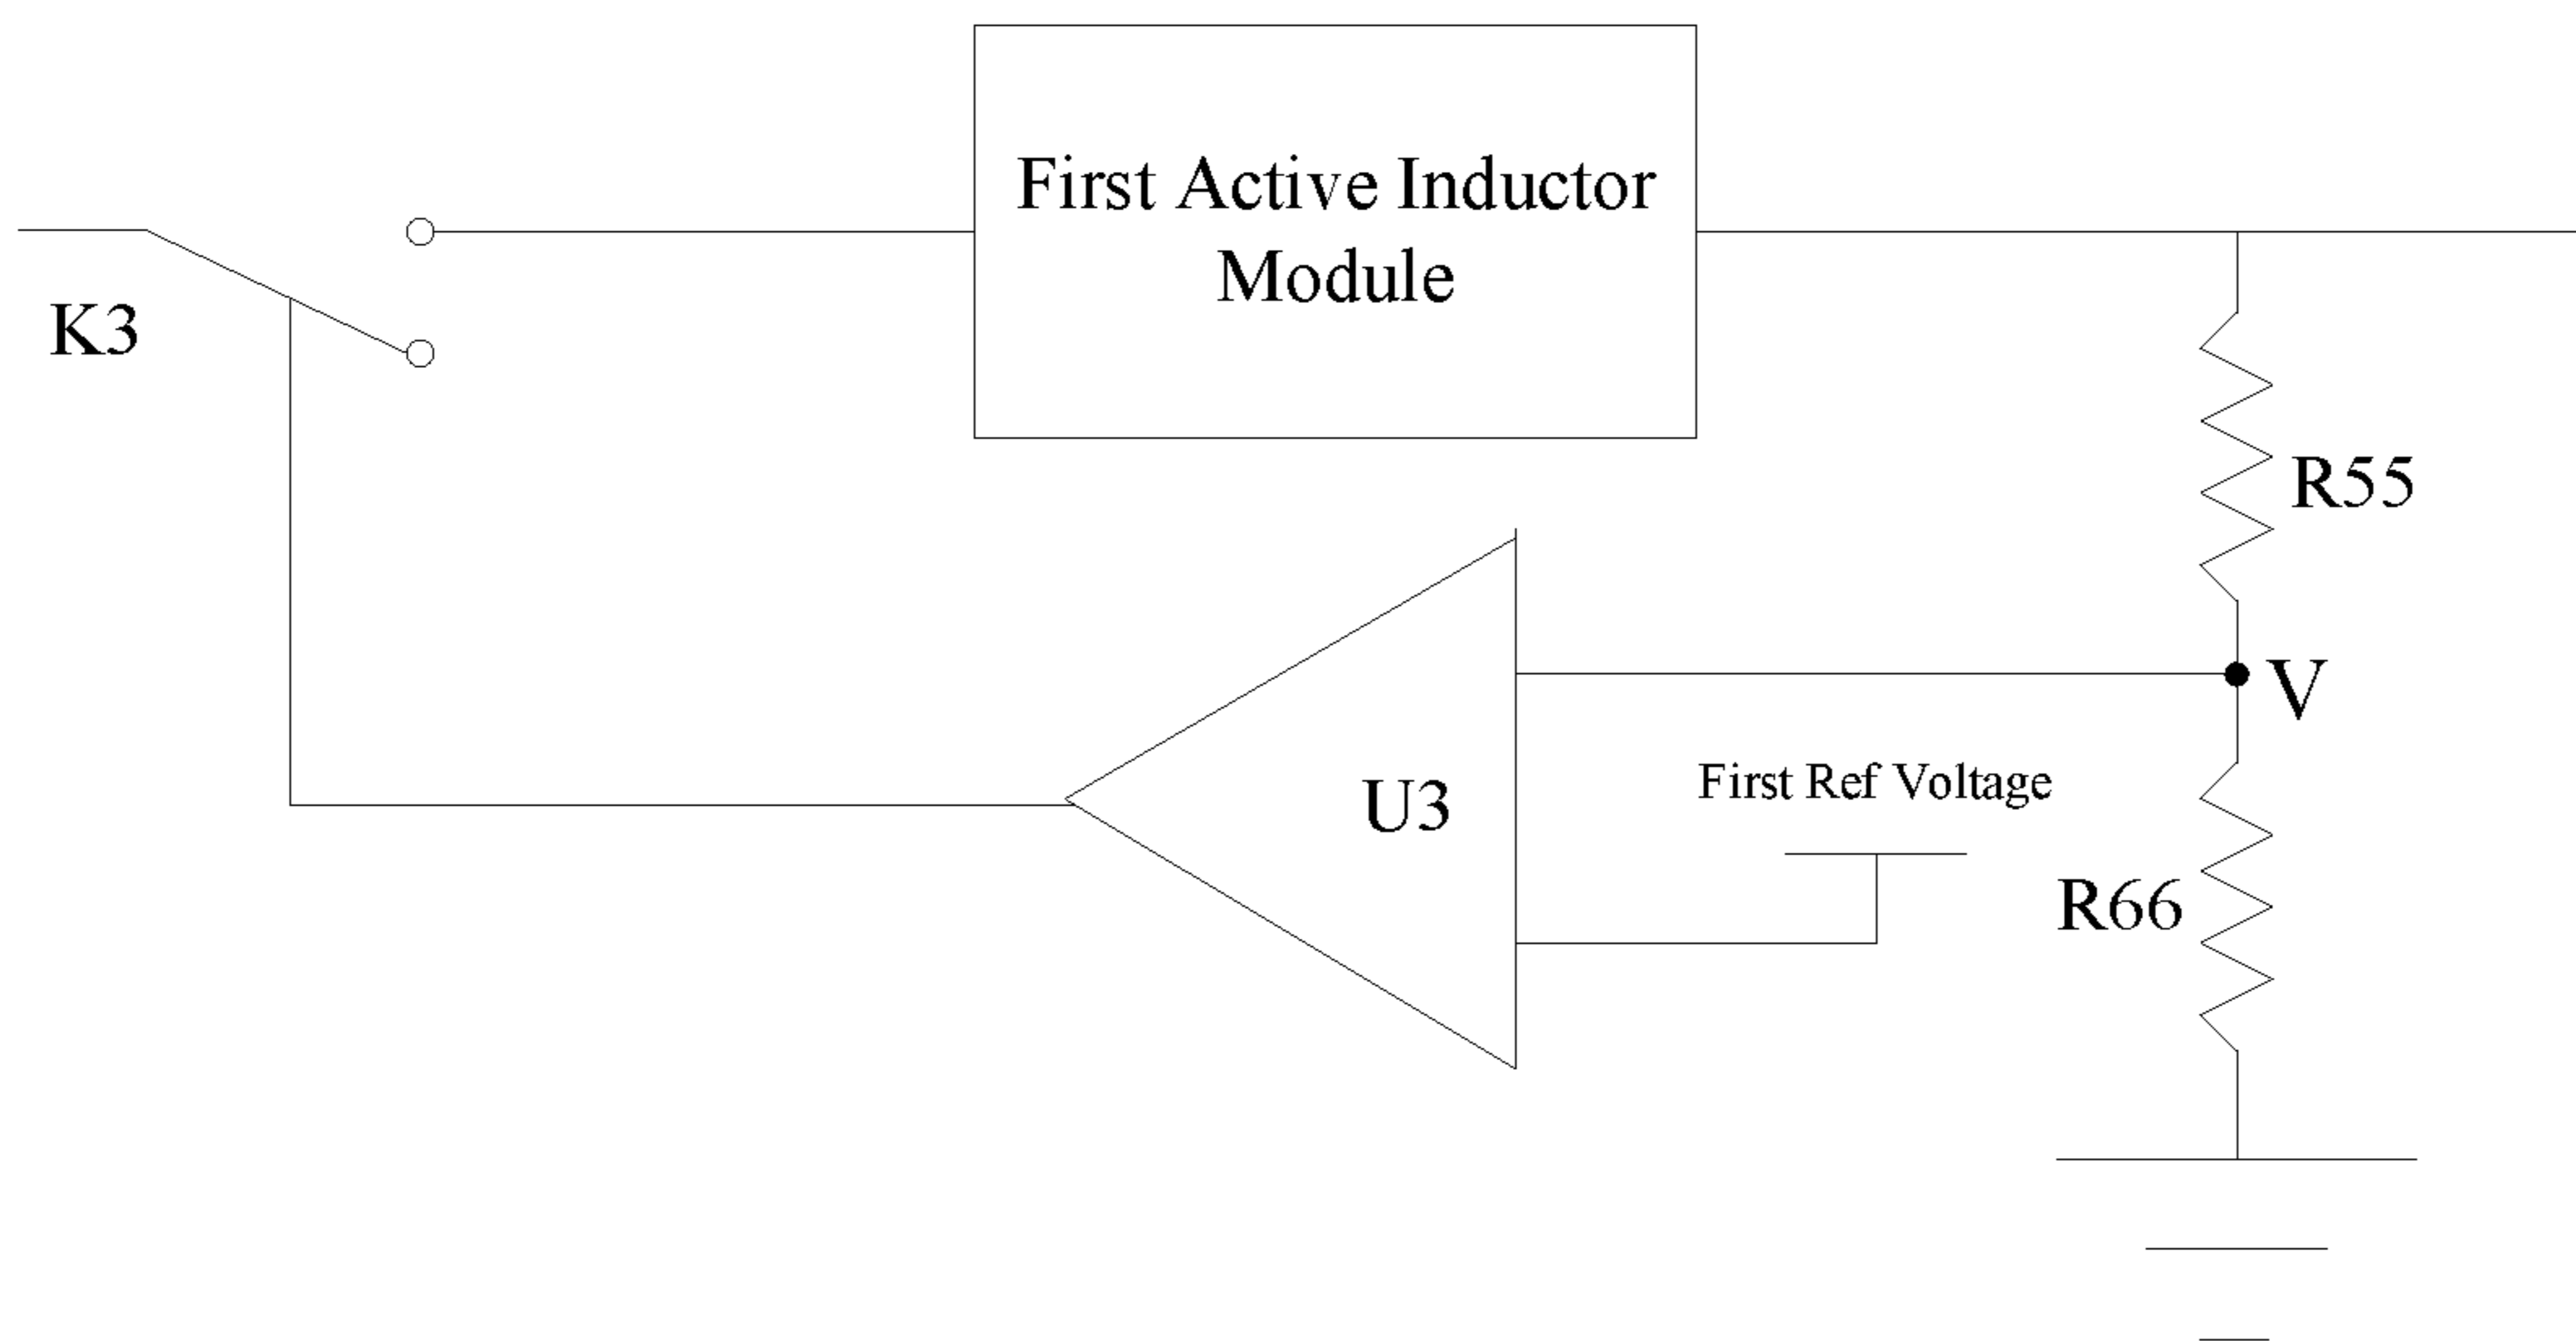 First Active Inductor
Module
K3
R55
V
First Ref Voltage
U3
R66